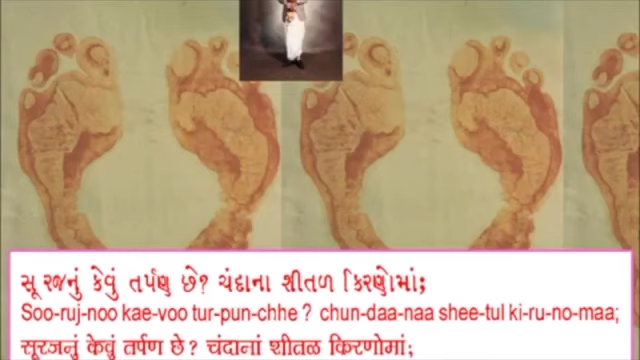 સૂરજનું કેવું તર્પણ છે? ચંદાના શીતળ કિરણોમાં;
Soo-ruj-noo kae-voo tur-pun-chhe ? chun-daa-naa shee-tul ki-ru-no-maa;
સૂરજનું કેવું તર્પણ છે? ચંદાનાં શીતળ કિરણોમાં;